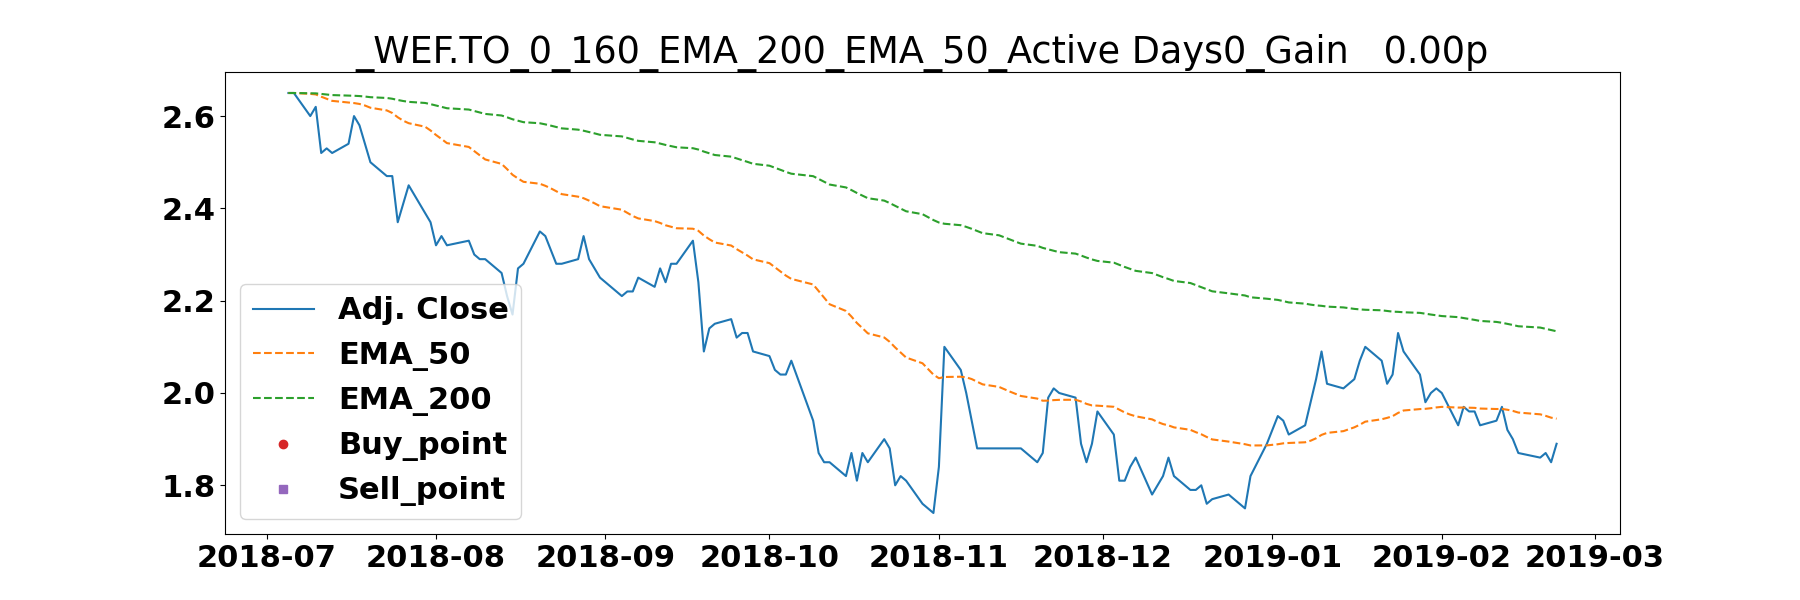 _WEF.TO_0_160_EMA_200_EMA_50_Active Days0_Gain   0.00p
2.6
2.4
2.2
2.0
1.8
Adj. Close
EMA_50
EMA_200
Buy_point
Sell_point
2018-07 2018-08 2018-09 2018-10 2018-11 2018-12 2019-01 2019-02 2019-03